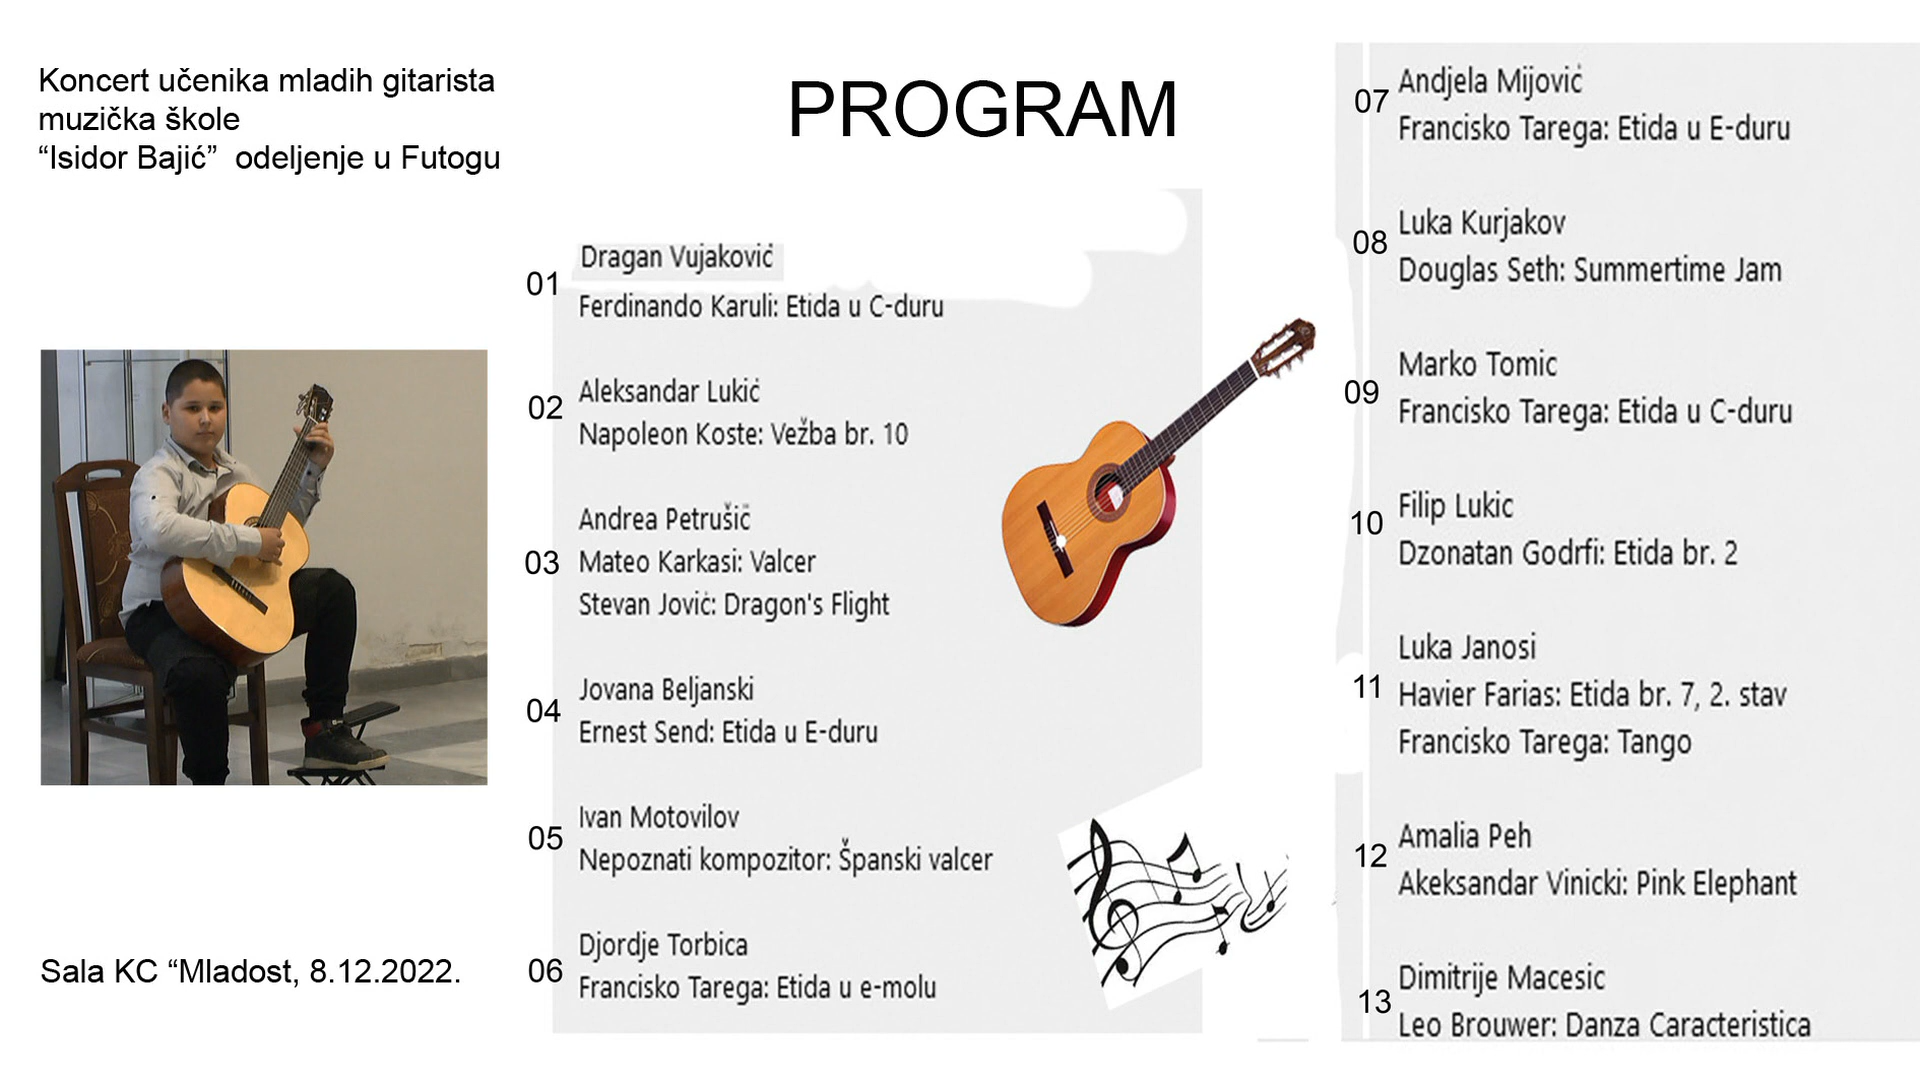 Koncert učenika mladih gitarista
muzička škole
“Isidor Bajić”  odeljenje u Futogu
Sala KC “Mladost, 8.12.2022.
PROGRAM
01
Dragan Vujaković
Ferdinando Karuli: Etida u C-duru
02
Aleksandar Lukić
Napoleon Koste: Vežba br. 10
03
Andrea Petrušić
Mateo Karkasi: Valcer
Stevan Jović: Dragon's Flight
04
Jovana Beljanski
Ernest Send: Etida u E-duru
05
Ivan Motovilov
Nepoznati kompozitor: Španski valcer
06
Djordje Torbica
Francisko Tarega: Etida u e-molu
07
Andjela Mijović
Francisko Tarega: Etida u E-duru
08
Luka Kurjakov
Douglas Seth: Summertime Jam
09
Marko Tomic
Francisko Tarega: Etida u C-duru
10
Filip Lukic
Dzonatan Godrfi: Etida br. 2
11
Luka Janosi
Havier Farias: Etida br. 7, 2. stav
Francisko Tarega: Tango
12
Amalia Peh
Akeksandar Vinicki: Pink Elephant
13
Dimitrije Macesic
Leo Brouwer: Danza Caracteristica